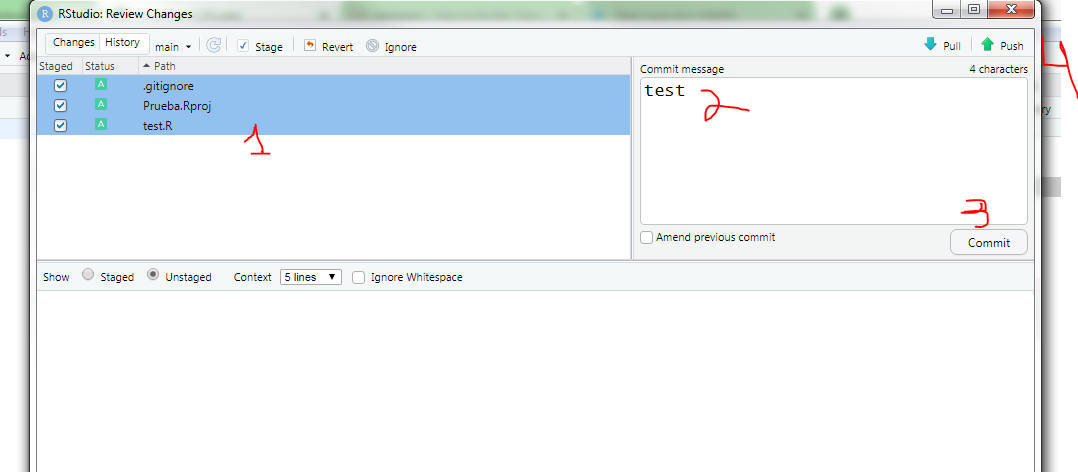 RStudio: Review Changes
Changes History main Stage Revert Ignore Pull Push
4
Staged Status Path
Commit message 4 characters
A .gitignore
A Prueba.Rproj
A test.R
test
1
2
3
Amend previous commit
Commit
Show Staged Unstaged Context 5 lines Ignore Whitespace